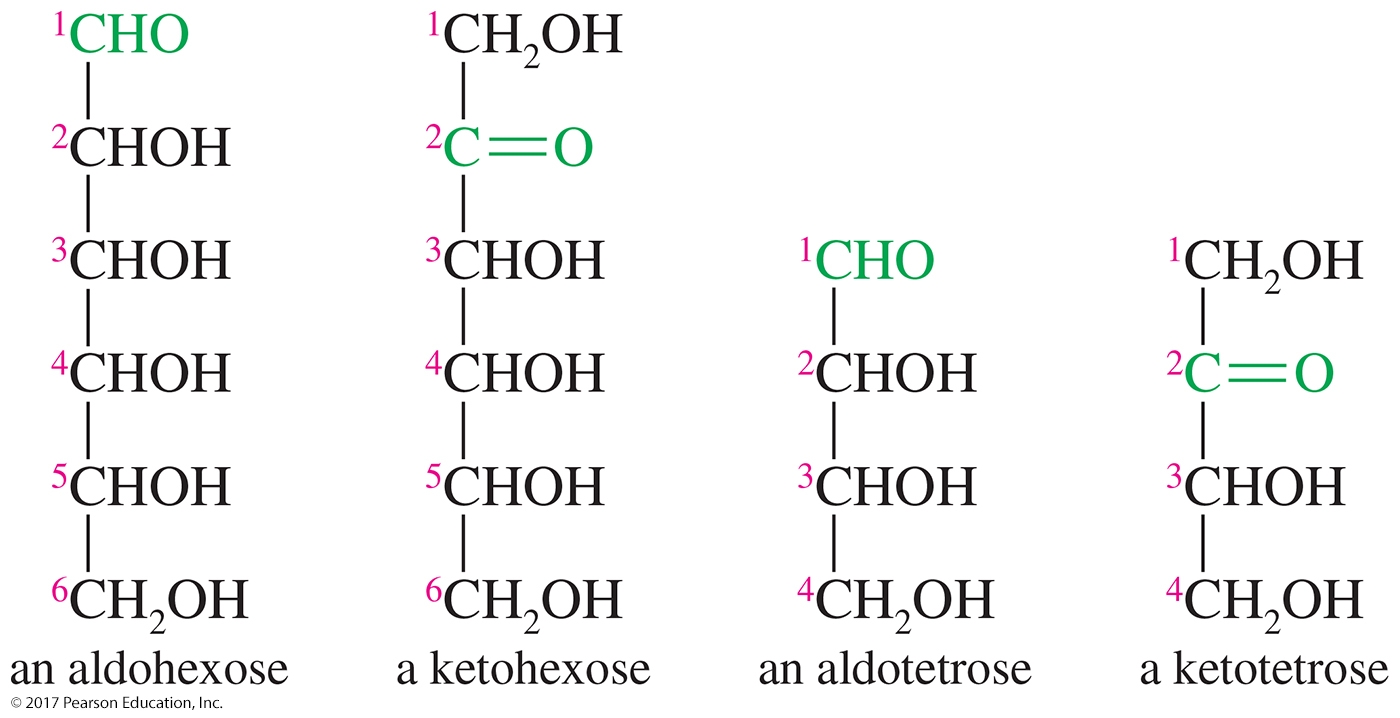 1CHO
2CHOH
3CHOH
4CHOH
5CHOH
6CH2OH
an aldohexose
1CH2OH
2C=O
3CHOH
4CHOH
5CHOH
6CH2OH
a ketohexose
1CHO
2CHOH
3CHOH
4CH2OH
an aldotetrose
1CH2OH
2C=O
3CHOH
4CH2OH
a ketotetrose
© 2017 Pearson Education, Inc.